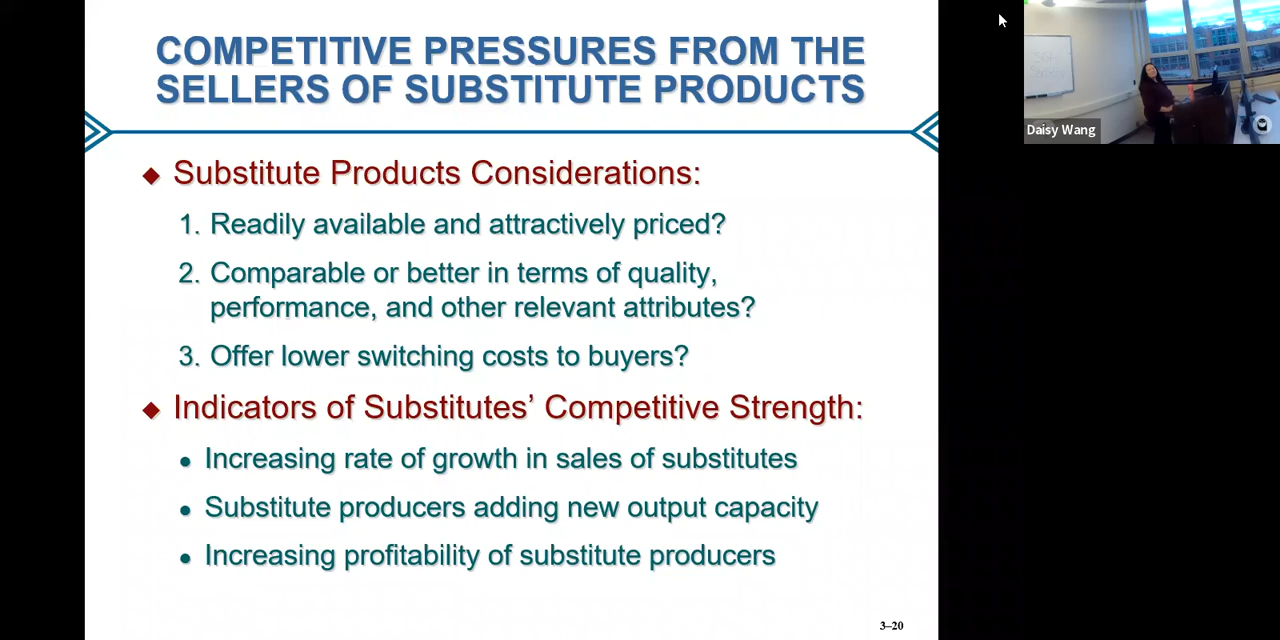 COMPETITIVE PRESSURES FROM THE
SELLERS OF SUBSTITUTE PRODUCTS
Substitute Products Considerations:
1. Readily available and attractively priced?
2. Comparable or better in terms of quality,
performance, and other relevant attributes?
3. Offer lower switching costs to buyers?
Indicators of Substitutes’ Competitive Strength:
Increasing rate of growth in sales of substitutes
Substitute producers adding new output capacity
Increasing profitability of substitute producers
3–20
Daisy Wang